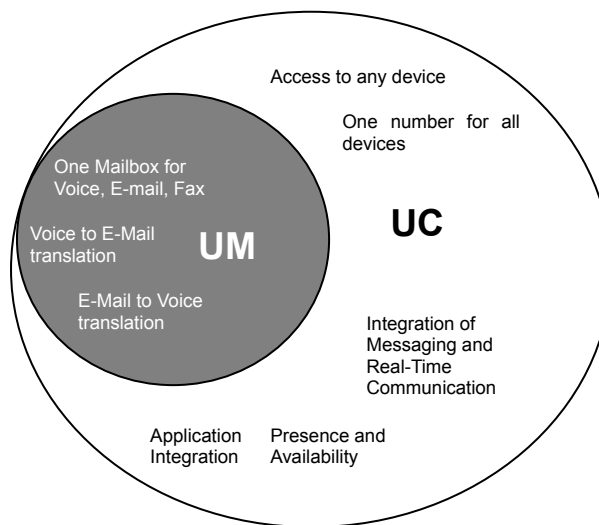 Access to any device
One number for all
devices
One Mailbox for
Voice, E-mail, Fax
Voice to E-Mail
translation
UM
UC
E-Mail to Voice
translation
Integration of
Messaging and
Real-Time
Communication
Application
Integration
Presence and
Availability